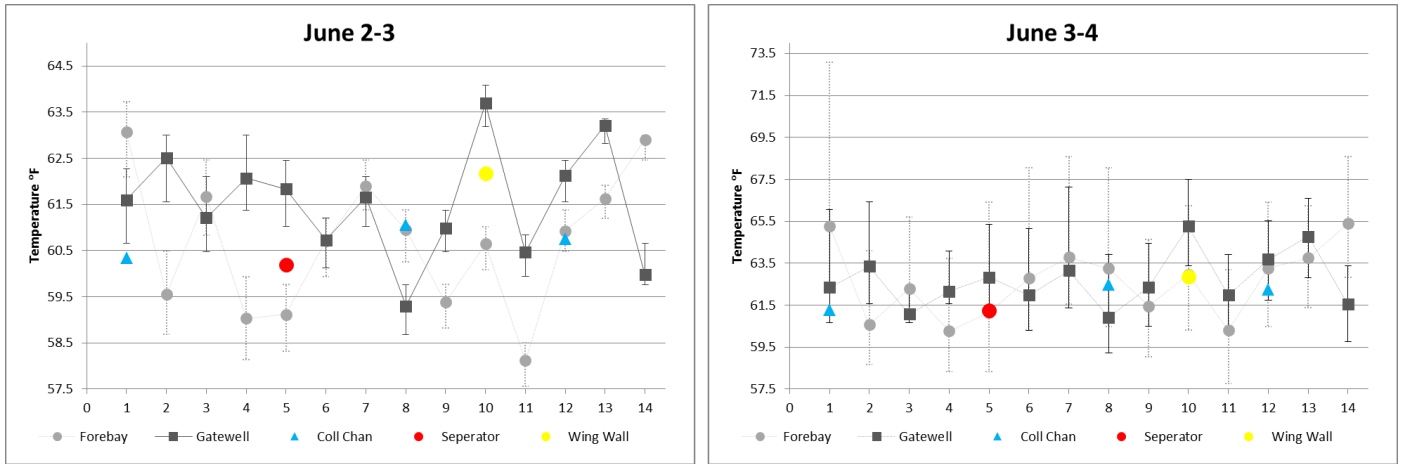 June 2-3
Temperature °F
64.5
63.5
62.5
61.5
60.5
59.5
58.5
57.5
0 1 2 3 4 5 6 7 8 9 10 11 12 13 14
Forebay Gatewell Coll Chan Seperator Wing Wall
June 3-4
Temperature °F
73.5
71.5
69.5
67.5
65.5
63.5
61.5
59.5
57.5
0 1 2 3 4 5 6 7 8 9 10 11 12 13 14
Forebay Gatewell Coll Chan Seperator Wing Wall